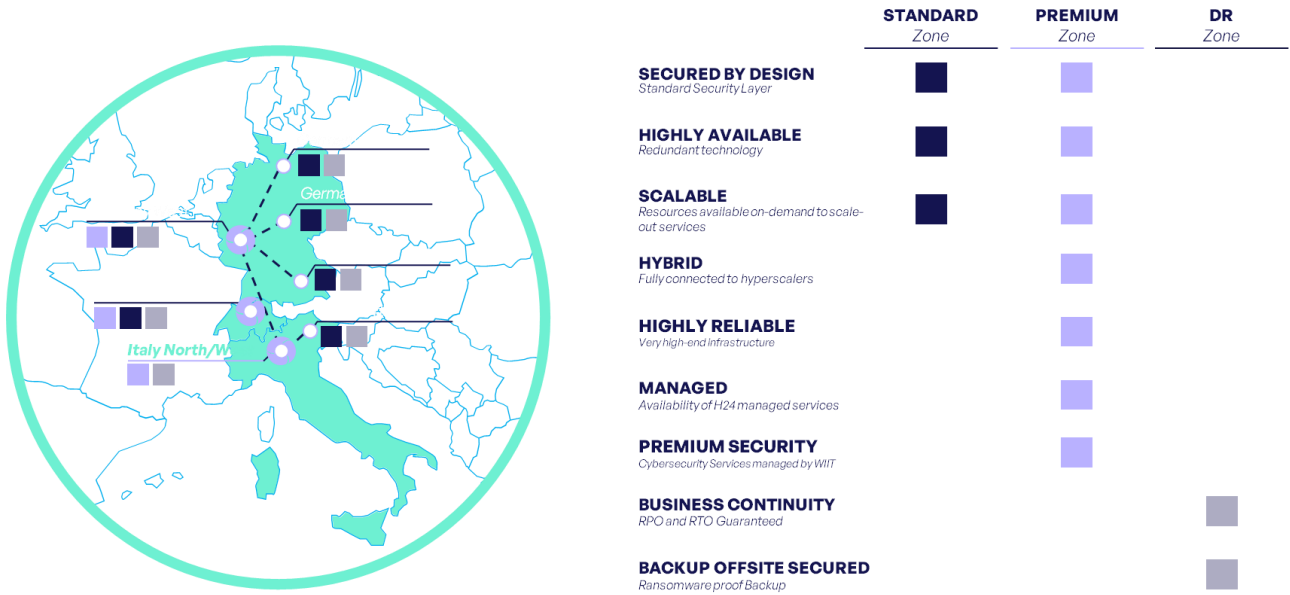 STANDARD
Zone
PREMIUM
Zone
DR
Zone
SECURED BY DESIGN
Standard Security Layer
HIGHLY AVAILABLE
Redundant technology
SCALABLE
Resources available on-demand to scale-
out services
HYBRID
Fully connected to hyperscalers
HIGHLY RELIABLE
Very high-end infrastructure
MANAGED
Availability of H24 managed services
PREMIUM SECURITY
Cybersecurity Services managed by WIIT
BUSINESS CONTINUITY
RPO and RTO Guaranteed
BACKUP OFFSITE SECURED
Ransomware proof Backup
Germa
Italy North/W